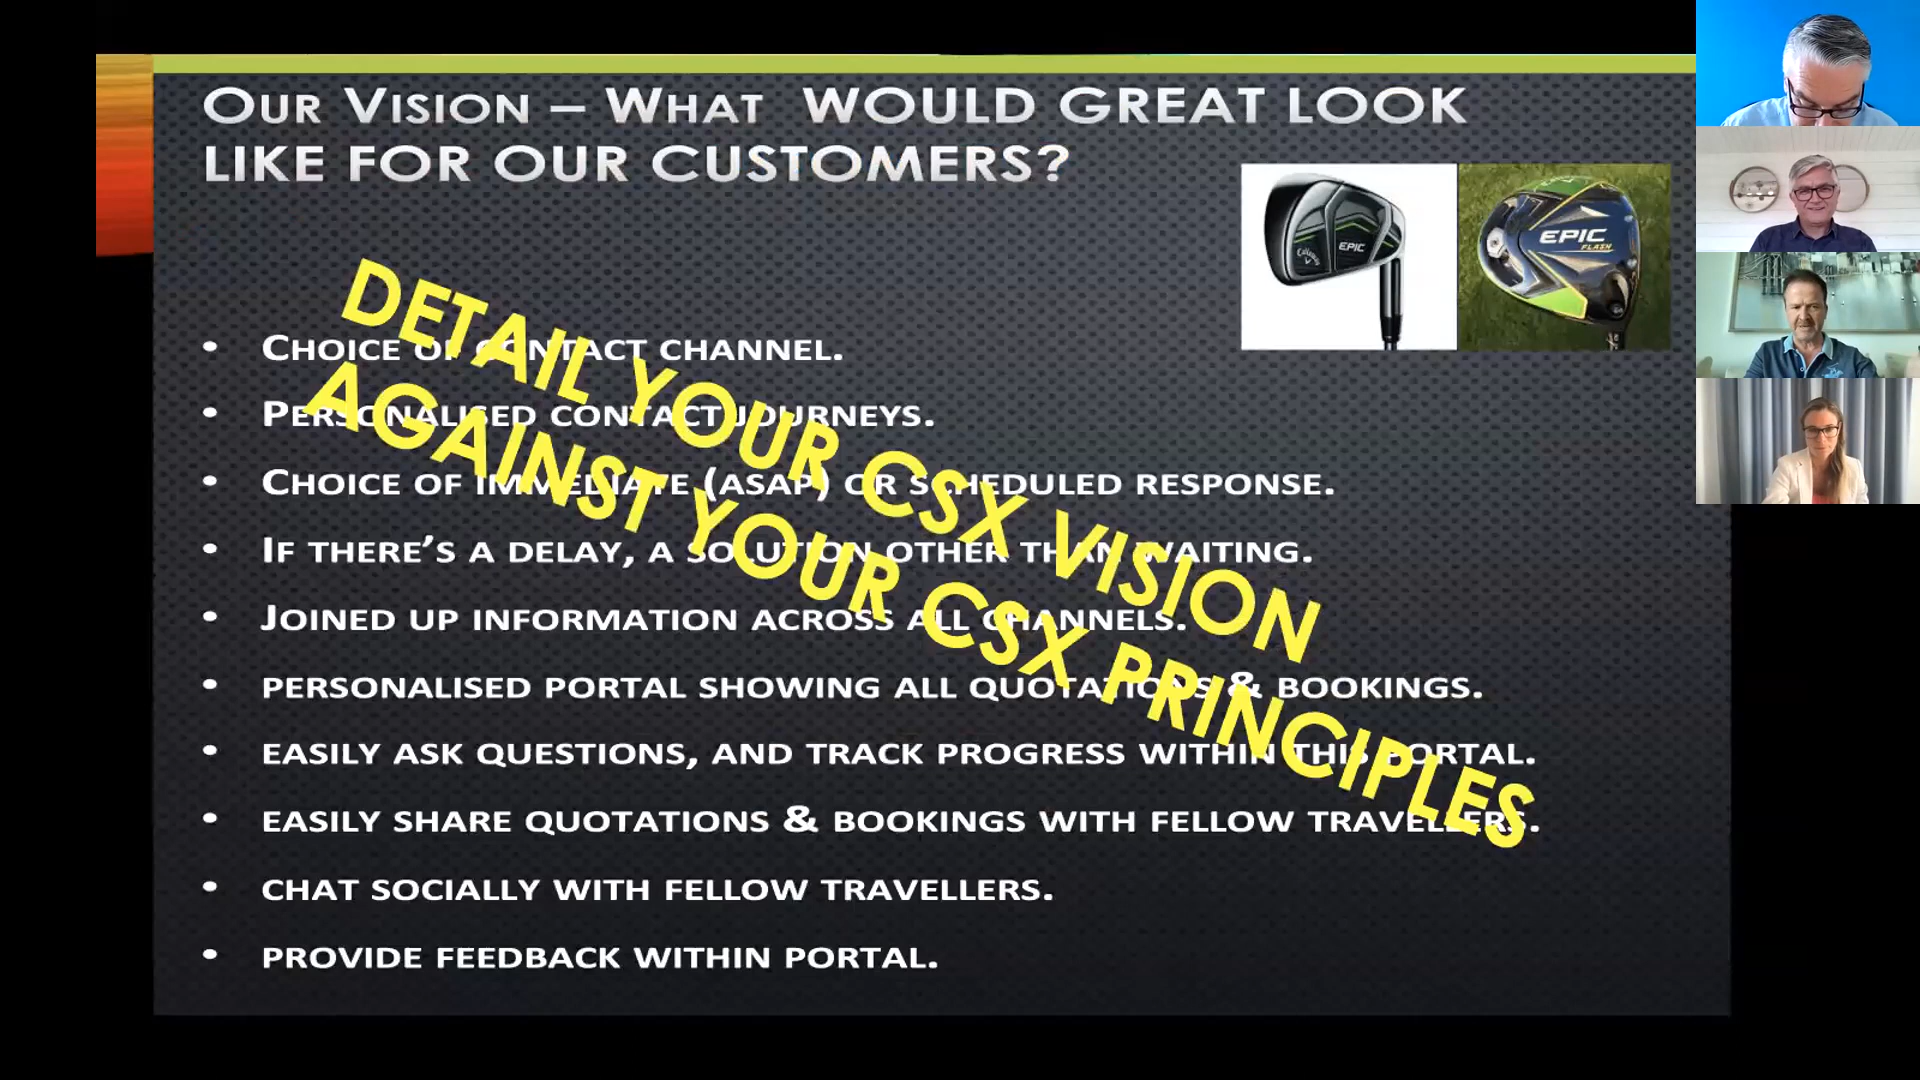 OUR VISION – WHAT WOULD GREAT LOOK
LIKE FOR OUR CUSTOMERS?
EPIC
Callaway
EPIC
FLASH
• CHOICE OF CONTACT CHANNEL.
• PERSONALISED CONTACT JOURNEYS.
• CHOICE OF IMMEDIATE (ASAP) OR SCHEDULED RESPONSE.
• IF THERE’S A DELAY, A SOLUTION OTHER THAN WAITING.
• JOINED UP INFORMATION ACROSS ALL CHANNELS.
• PERSONALISED PORTAL SHOWING ALL QUOTATIONS & BOOKINGS.
• EASILY ASK QUESTIONS, AND TRACK PROGRESS WITHIN THIS PORTAL.
• EASILY SHARE QUOTATIONS & BOOKINGS WITH FELLOW TRAVELLERS.
• CHAT SOCIALLY WITH FELLOW TRAVELLERS.
• PROVIDE FEEDBACK WITHIN PORTAL.
DETAIL YOUR CSX VISION
AGAINST YOUR CSX PRINCIPLES